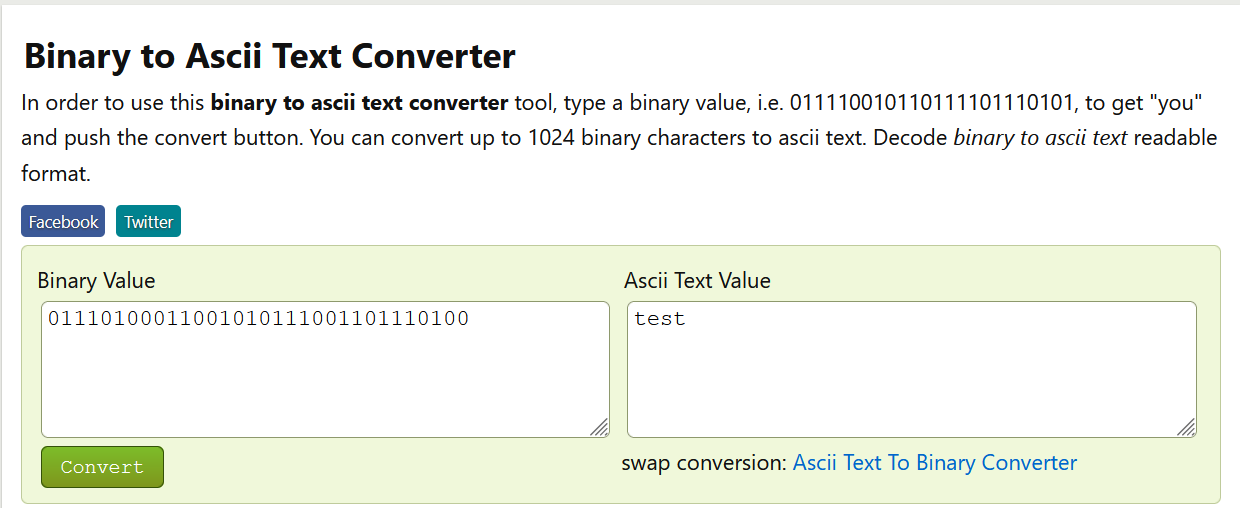 Binary to Ascii Text Converter
In order to use this binary to ascii text converter tool, type a binary value, i.e. 011110010110111101110101, to get "you"
and push the convert button. You can convert up to 1024 binary characters to ascii text. Decode binary to ascii text readable
format.
Facebook Twitter
Binary Value Ascii Text Value
01110100011001010111001101110100 test
Convert swap conversion: Ascii Text To Binary Converter